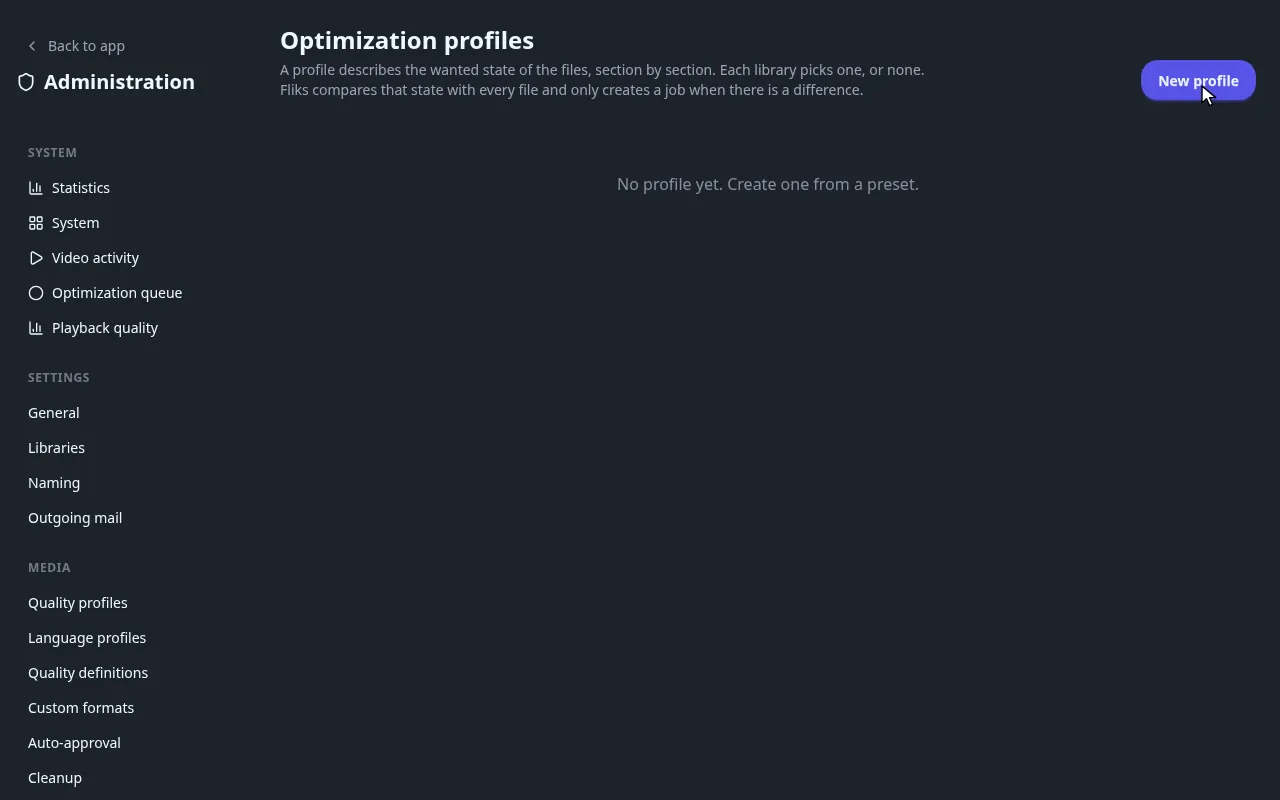 Back to app
Administration
SYSTEM
Statistics
System
Video activity
Optimization queue
Playback quality
SETTINGS
General
Libraries
Naming
Outgoing mail
MEDIA
Quality profiles
Language profiles
Quality definitions
Custom formats
Auto-approval
Cleanup
Optimization profiles
A profile describes the wanted state of the files, section by section. Each library picks one, or none.
Fliks compares that state with every file and only creates a job when there is a difference.
New profile
No profile yet. Create one from a preset.